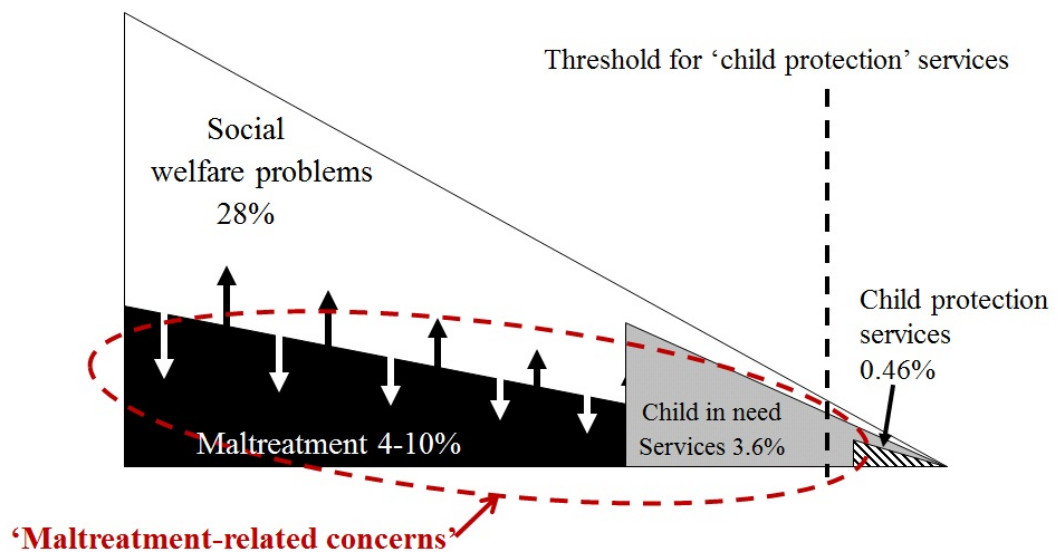 Threshold for ‘child protection’ services
Social
welfare problems
28%
Child protection
services
0.46%
Child in need
Services 3.6%
Maltreatment 4-10%
‘Maltreatment-related concerns’